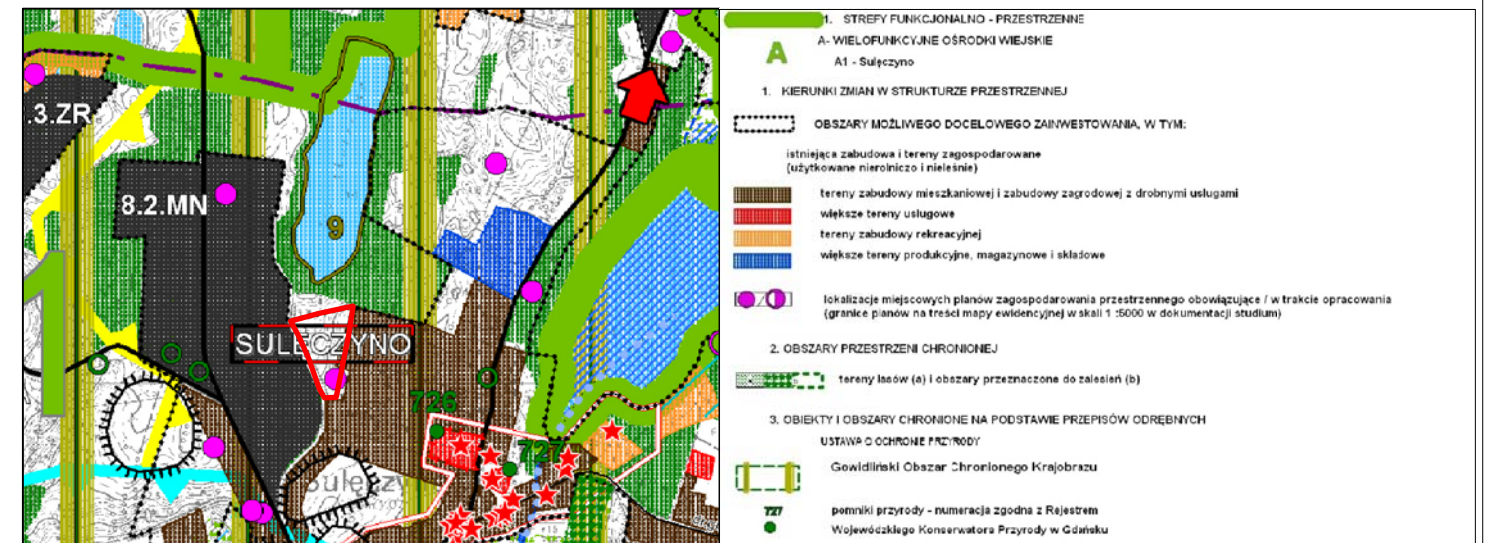 .3.ZR
8.2.MN
9
1
SULĘCZYNO
726
727
Sulęczy
1. STREFY FUNKCJONALNO - PRZESTRZENNE
A
A- WIELOFUNKCYJNE OŚRODKI WIEJSKIE
A1 - Sulęczyno
1. KIERUNKI ZMIAN W STRUKTURZE PRZESTRZENNEJ
OBSZARY MOŻLIWEGO DOCELOWEGO ZAINWESTOWANIA, W TYM:
istniejąca zabudowa i tereny zagospodarowane
(użytkowane nierolniczo i nieleśnie)
tereny zabudowy mieszkaniowej i zabudowy zagrodowej z drobnymi usługami
większe tereny usługowe
tereny zabudowy rekreacyjnej
większe tereny produkcyjne, magazynowe i składowe
lokalizacje miejscowych planów zagospodarowania przestrzennego obowiązujące / w trakcie opracowania
(granice planów na treści mapy ewidencyjnej w skali 1 :5000 w dokumentacji studium)
2. OBSZARY PRZESTRZENI CHRONIONEJ
tereny lasów (a) i obszary przeznaczone do zalesień (b)
3. OBIEKTY I OBSZARY CHRONIONE NA PODSTAWIE PRZEPISÓW ODRĘBNYCH
USTAWA O OCHRONIE PRZYRODY
Gowidliński Obszar Chronionego Krajobrazu
727 pomniki przyrody - numeracja zgodna z Rejestrem
Wojewódzkiego Konserwatora Przyrody w Gdańsku